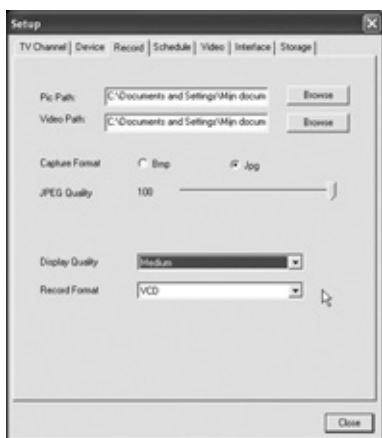 Setup
TV Channel Device Record Schedule Video Interface Storage
Pic Path: C:\Documents and Settings\Mijn docum Browse
Video Path: C:\Documents and Settings\Mijn docum Browse
Capture Format Bmp Jpg
JPEG Quality 100
Display Quality Medium
Record Format VCD
Close